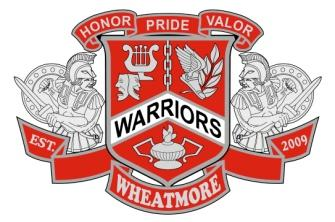 HONOR PRIDE VALOR
WARRIORS
EST. 2009
WHEATMORE